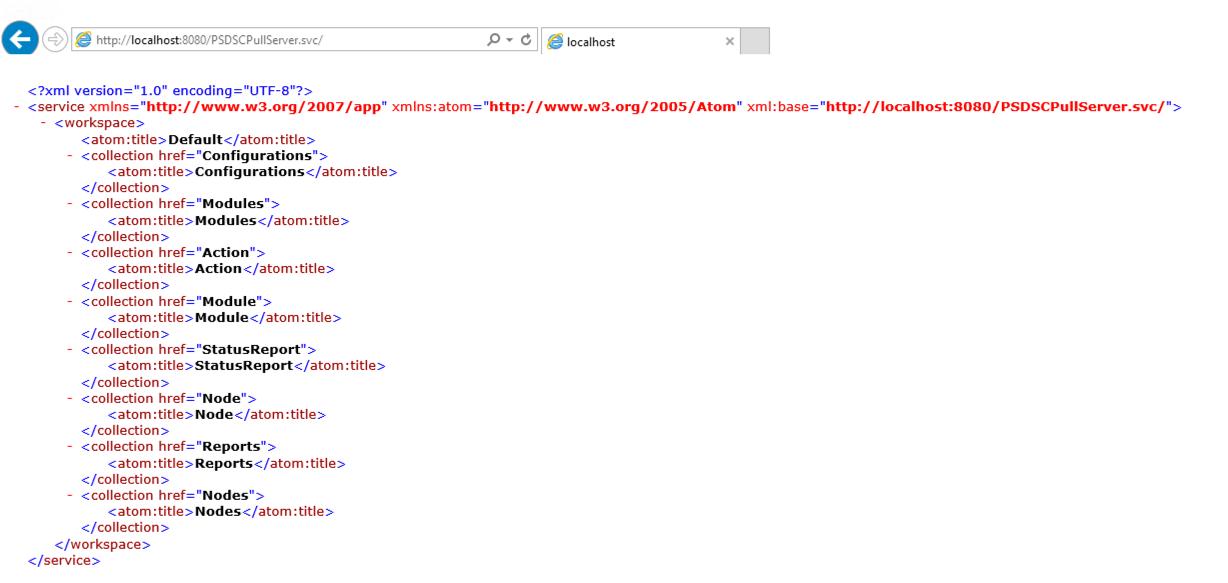 http://localhost:8080/PSDSCPullServer.svc/
localhost
<?xml version="1.0" encoding="UTF-8"?>
- <service xmlns="http://www.w3.org/2007/app" xmlns:atom="http://www.w3.org/2005/Atom" xml:base="http://localhost:8080/PSDSCPullServer.svc/">
- <workspace>
<atom:title>Default</atom:title>
- <collection href="Configurations">
<atom:title>Configurations</atom:title>
</collection>
- <collection href="Modules">
<atom:title>Modules</atom:title>
</collection>
- <collection href="Action">
<atom:title>Action</atom:title>
</collection>
- <collection href="Module">
<atom:title>Module</atom:title>
</collection>
- <collection href="StatusReport">
<atom:title>StatusReport</atom:title>
</collection>
- <collection href="Node">
<atom:title>Node</atom:title>
</collection>
- <collection href="Reports">
<atom:title>Reports</atom:title>
</collection>
- <collection href="Nodes">
<atom:title>Nodes</atom:title>
</collection>
</workspace>
</service>